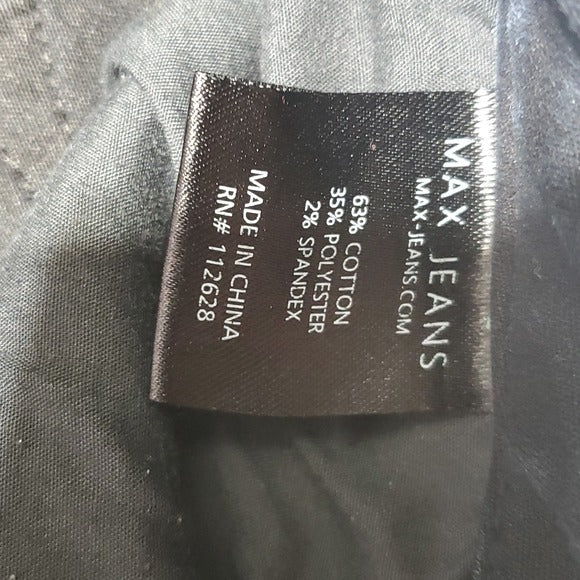 MAX JEANS
MAX-JEANS.COM
63% COTTON
35% POLYESTER
2% SPANDEX
MADE IN CHINA
RN# 112628